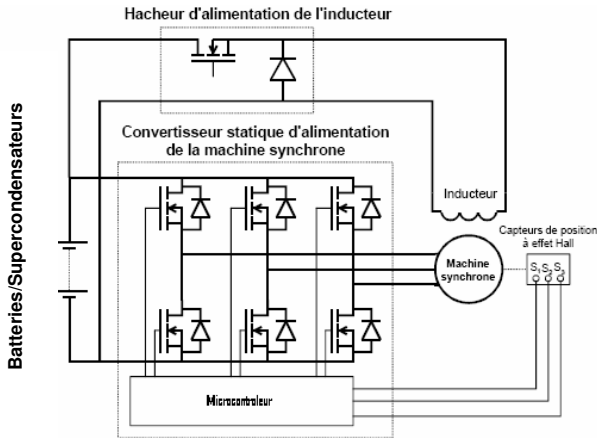 Hacheur d'alimentation de l'inducteur
Convertisseur statique d'alimentation
de la machine synchrone
Batteries/Supercondensateurs
Inducteur
Capteurs de position
à effet Hall
Machine
synchrone
S1 S2 S3
Microcontroleur